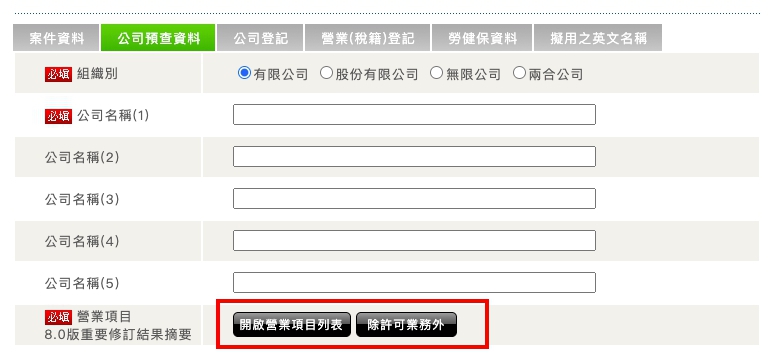 案件資料 公司預查資料 公司登記 營業(稅籍)登記 勞健保資料 擬用之英文名稱
必填 組織別 有限公司 股份有限公司 無限公司 兩合公司
必填 公司名稱(1)
公司名稱(2)
公司名稱(3)
公司名稱(4)
公司名稱(5)
必填 營業項目
8.0版重要修訂結果摘要
開啟營業項目列表 除許可業務外